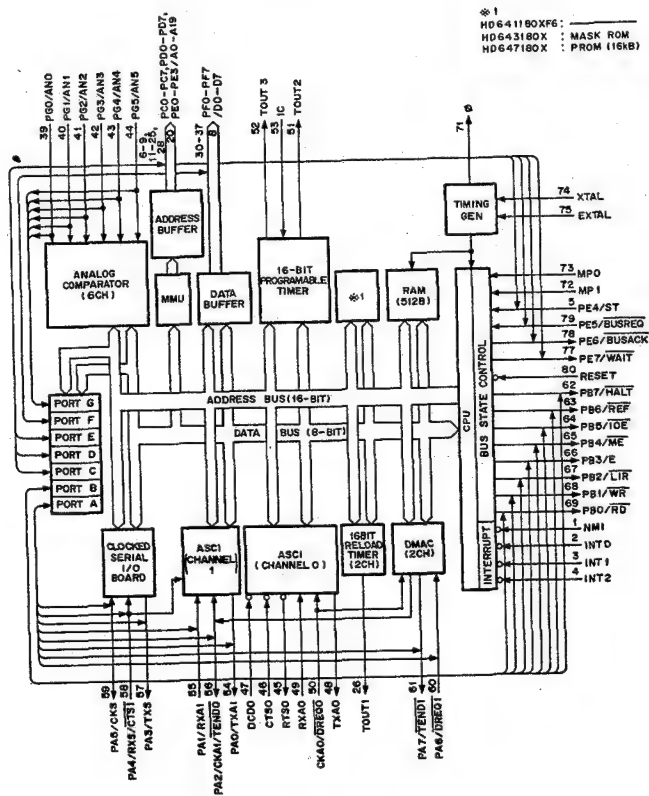 ※1
HD641180XF6:
HD643180X : MASK ROM
HD647180X : PROM (16kB)
39 PG0/AN0
40 PG1/AN1
41 PG2/AN2
42 PG3/AN3
43 PG4/AN4
44 PG5/AN5
6-9,
11-25,
28
PC0-PC7, PD0-PD7,
PE0-PE3/A0-A19
20
30-37
PF0-PF7
/D0-D7
8
52 TOUT 3
53 IC
51 TOUT2
71 Ø
TIMING
GEN
74 XTAL
75 EXTAL
ADDRESS
BUFFER
ANALOG
COMPARATOR
(6CH)
MMU
DATA
BUFFER
16-BIT
PROGRAMABLE
TIMER
※1
RAM
(512B)
73 MP0
72 MP1
5 PE4/ST
79 PE5/BUSREQ
78 PE6/BUSACK
77 PE7/WAIT
80 RESET
62 PB7/HALT
63 PB6/REF
64 PB5/IOE
65 PB4/ME
66 PB3/E
67 PB2/LIR
68 PB1/WR
69 PB0/RD
1 NMI
2 INT0
3 INT1
4 INT2
CPU
BUS STATE CONTROL
INTERRUPT
ADDRESS BUS (16-BIT)
DATA BUS (8-BIT)
PORT G
PORT F
PORT E
PORT D
PORT C
PORT B
PORT A
CLOCKED
SERIAL
I/O
BOARD
ASCI
(CHANNEL
1
ASCI
(CHANNEL 0)
16BIT
RELOAD
TIMER
(2CH)
DMAC
(2CH)
59 PA5/CKS
58 PA4/RXS/CTS1
57 PA3/TXS
55 PA1/RXA1
56 PA2/CKA1/TEND0
54 PA0/TXA1
47 DCD0
46 CTS0
45 RTS0
49 RXA0
50 CKA0/DREQ0
48 TXA0
26 TOUT1
61 PA7/TEND1
60 PA6/DREQ1